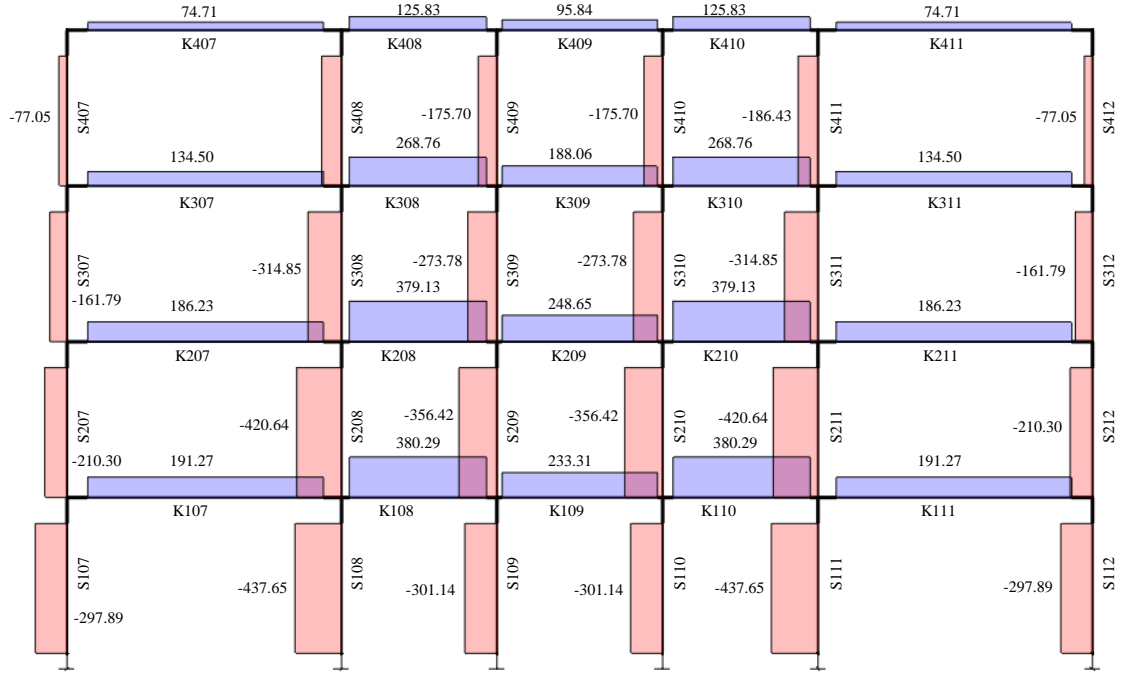 74.71 125.83 95.84 125.83 74.71
K407 K408 K409 K410 K411
-77.05 S407 S408 -175.70 S409 -175.70 S410 -186.43 S411 -77.05 S412
134.50 268.76 188.06 268.76 134.50
K307 K308 K309 K310 K311
S307 -314.85 S308 -273.78 S309 -273.78 S310 -314.85 S311 -161.79 S312
-161.79
186.23 379.13 248.65 379.13 186.23
K207 K208 K209 K210 K211
S207 -420.64 S208 -356.42 S209 -356.42 S210 -420.64 S211 -210.30 S212
-210.30
191.27 380.29 233.31 380.29 191.27
K107 K108 K109 K110 K111
S107 -437.65 S108 -301.14 S109 -301.14 S110 -437.65 S111 -297.89 S112
-297.89